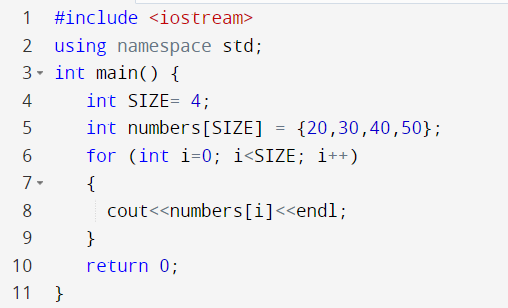 1 #include <iostream>
2 using namespace std;
3 int main() {
4 int SIZE= 4;
5 int numbers[SIZE] = {20,30,40,50};
6 for (int i=0; i<SIZE; i++)
7 {
8 cout<<numbers[i]<<endl;
9 }
10 return 0;
11 }